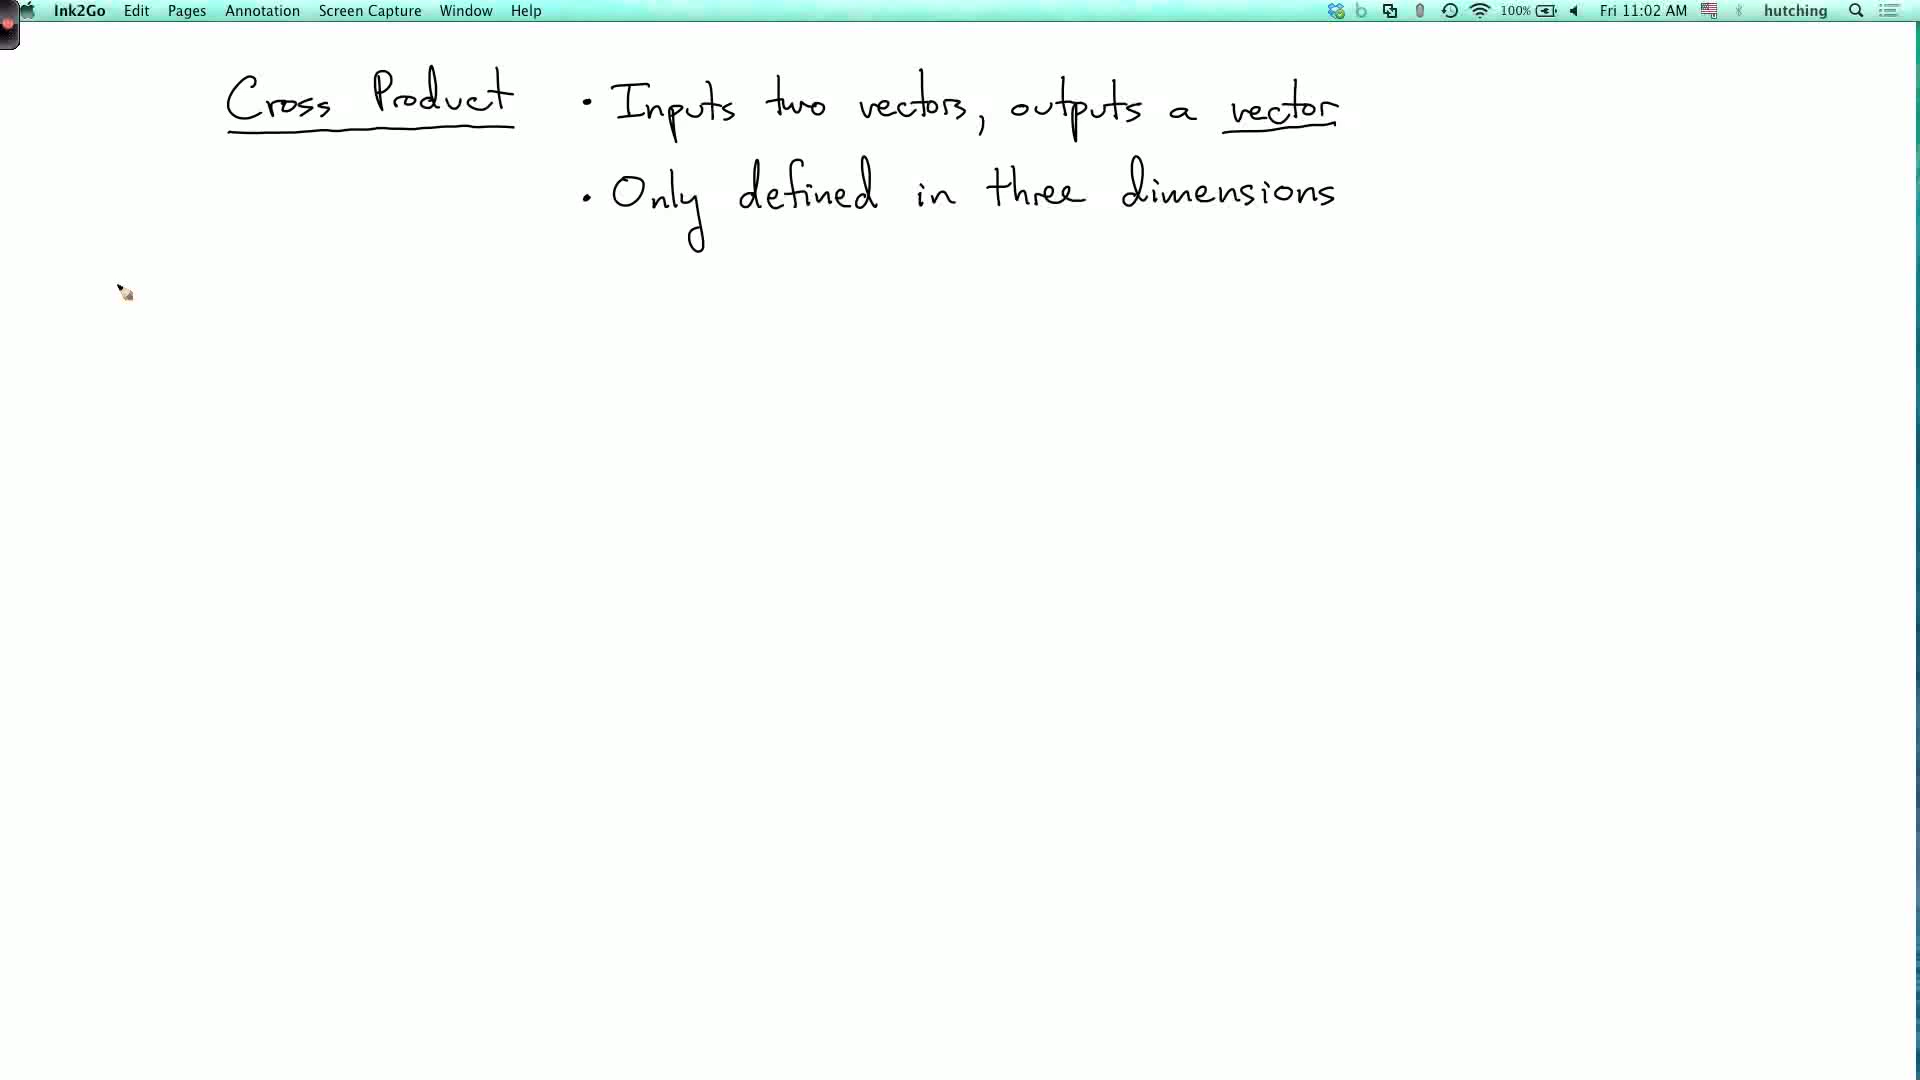 Ink2Go Edit Pages Annotation Screen Capture Window Help 100% Fri 11:02 AM hutching
Cross Product • Inputs two vectors, outputs a vector
• Only defined in three dimensions